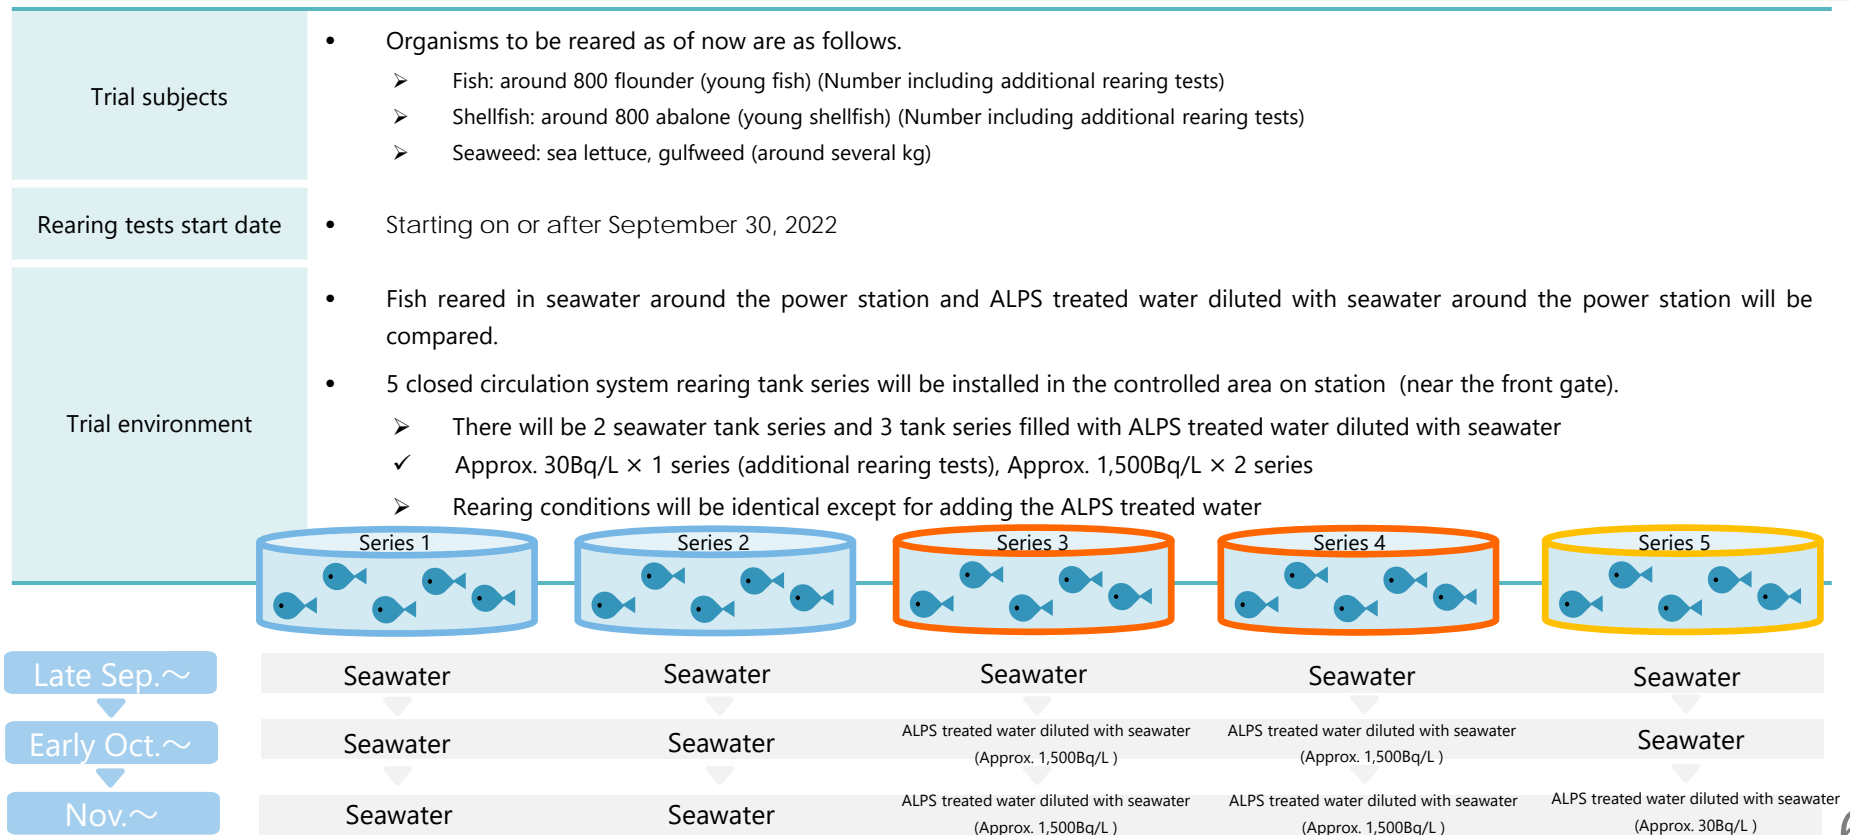 Trial subjects
• Organisms to be reared as of now are as follows.
➢ Fish: around 800 flounder (young fish) (Number including additional rearing tests)
➢ Shellfish: around 800 abalone (young shellfish) (Number including additional rearing tests)
➢ Seaweed: sea lettuce, gulfweed (around several kg)
Rearing tests start date
• Starting on or after September 30, 2022
Trial environment
• Fish reared in seawater around the power station and ALPS treated water diluted with seawater around the power station will be
compared.
• 5 closed circulation system rearing tank series will be installed in the controlled area on station (near the front gate).
➢ There will be 2 seawater tank series and 3 tank series filled with ALPS treated water diluted with seawater
✓ Approx. 30Bq/L × 1 series (additional rearing tests), Approx. 1,500Bq/L × 2 series
➢ Rearing conditions will be identical except for adding the ALPS treated water
Series 1
Series 2
Series 3
Series 4
Series 5
Late Sep.～
Seawater
Seawater
Seawater
Seawater
Seawater
Early Oct.～
Seawater
Seawater
ALPS treated water diluted with seawater
(Approx. 1,500Bq/L )
ALPS treated water diluted with seawater
(Approx. 1,500Bq/L )
Seawater
Nov.～
Seawater
Seawater
ALPS treated water diluted with seawater
(Approx. 1,500Bq/L )
ALPS treated water diluted with seawater
(Approx. 1,500Bq/L )
ALPS treated water diluted with seawater
(Approx. 30Bq/L )